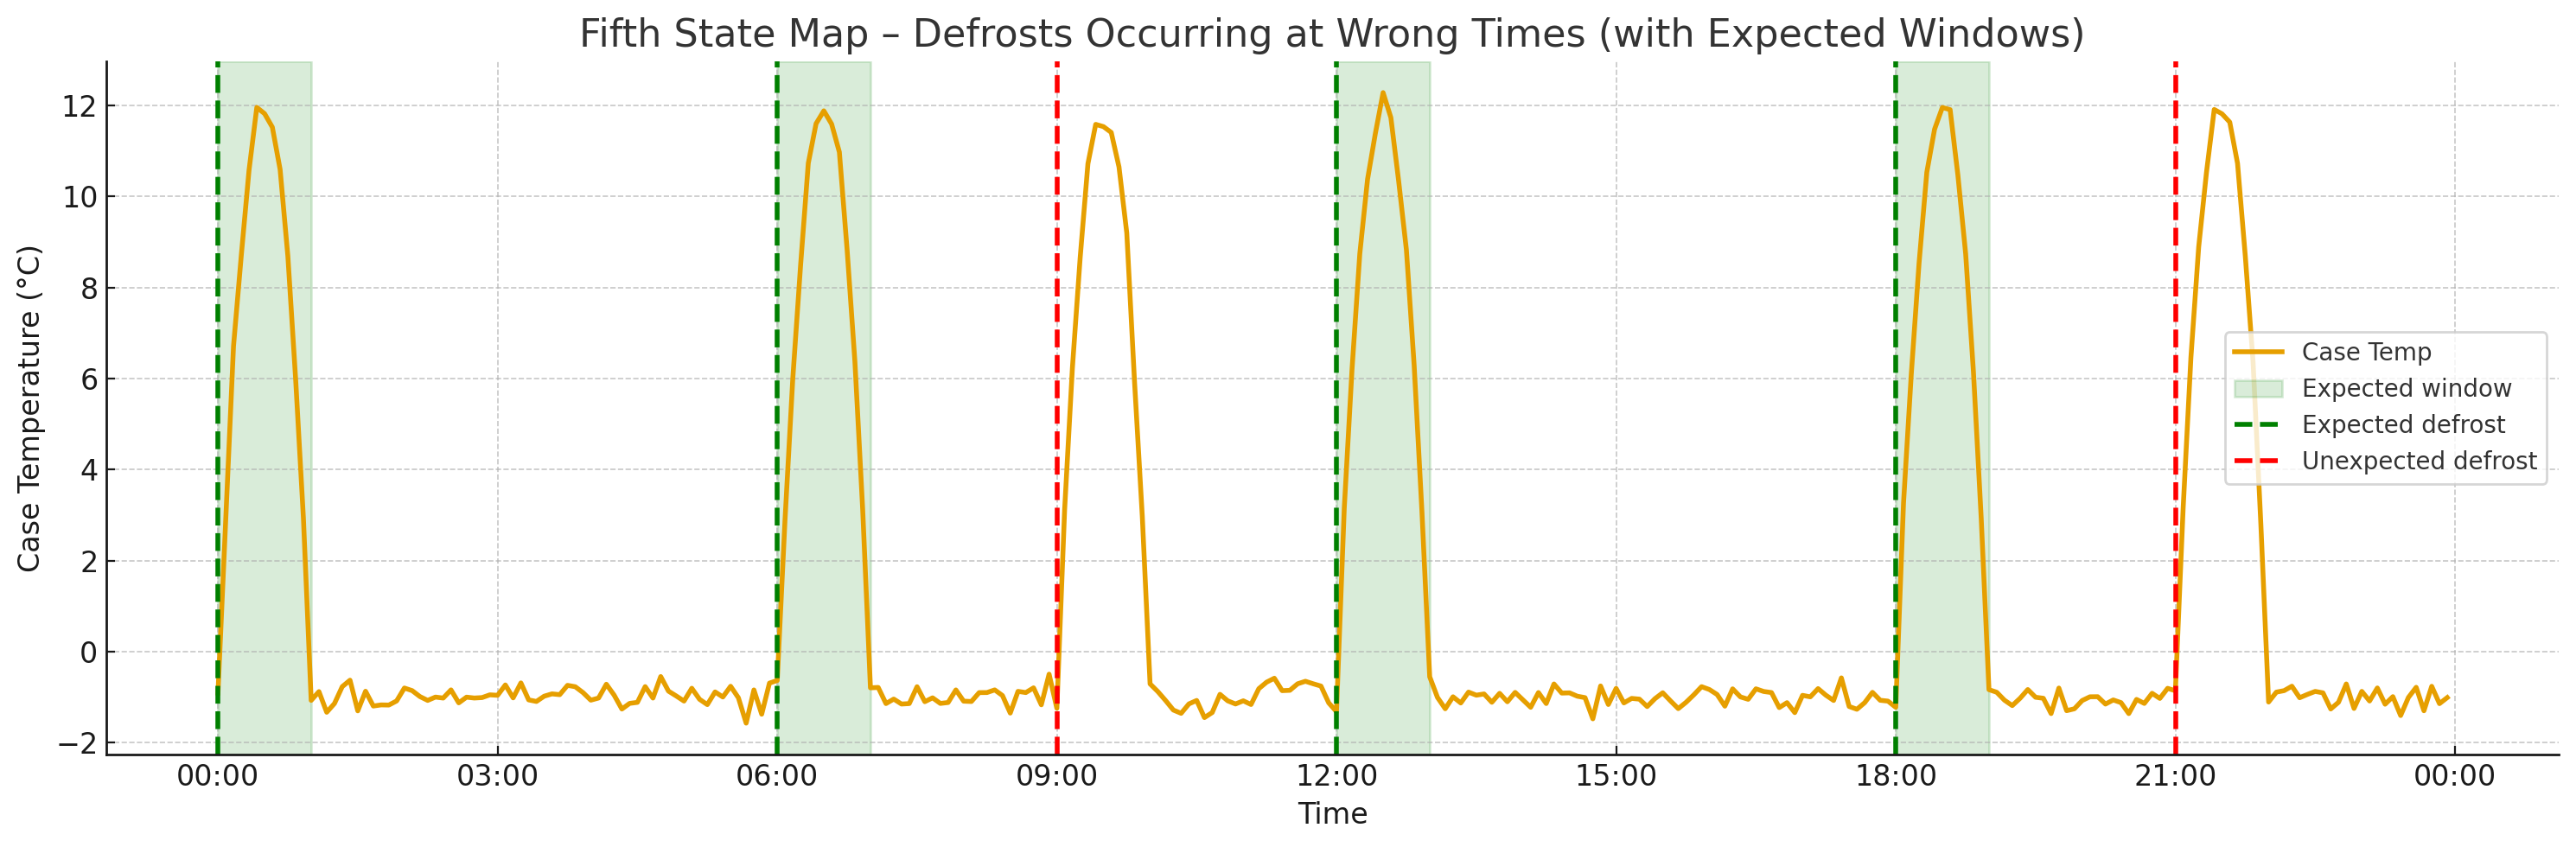 Fifth State Map – Defrosts Occurring at Wrong Times (with Expected Windows)
Case Temperature (°C)
12
10
8
6
4
2
0
−2
Case Temp
Expected window
Expected defrost
Unexpected defrost
00:00
03:00
06:00
09:00
12:00
15:00
18:00
21:00
00:00
Time